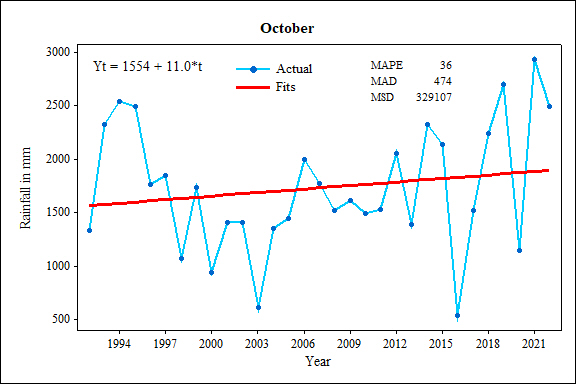 October
Yt = 1554 + 11.0*t
Actual
Fits
MAPE 36
MAD 474
MSD 329107
Rainfall in mm
3000
2500
2000
1500
1000
500
1994 1997 2000 2003 2006 2009 2012 2015 2018 2021
Year